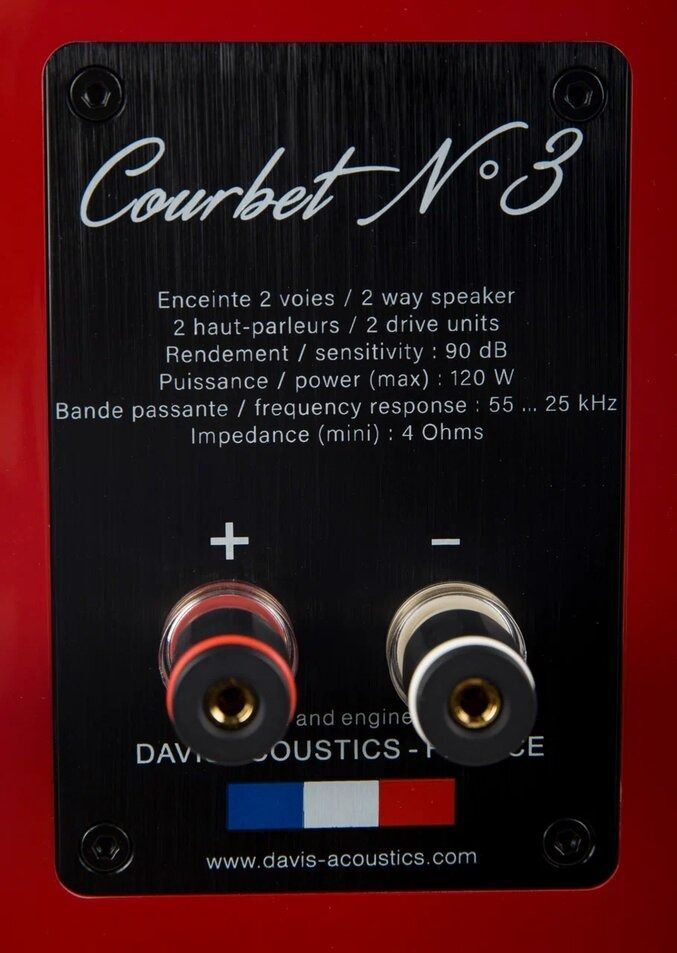 Courbet N°3
Enceinte 2 voies / 2 way speaker
2 haut-parleurs / 2 drive units
Rendement / sensitivity : 90 dB
Puissance / power (max) : 120 W
Bande passante / frequency response : 55 ... 25 kHz
Impedance (mini) : 4 Ohms
+ −
and
DAVIS ACOUSTICS - FRANCE
www.davis-acoustics.com